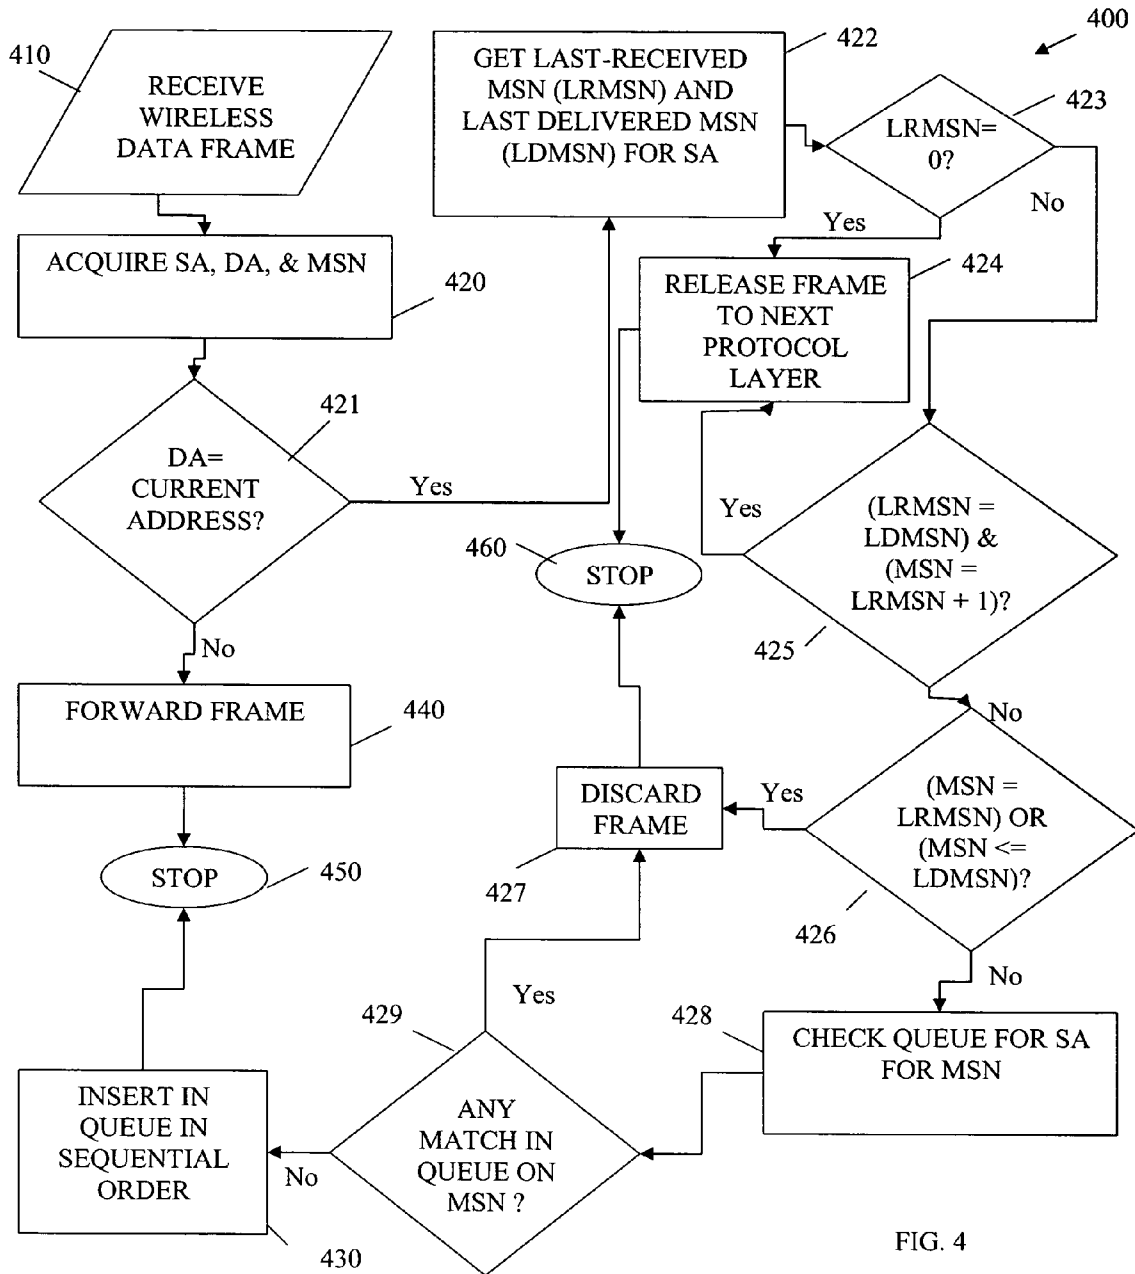 400
410
RECEIVE
WIRELESS
DATA FRAME
ACQUIRE SA, DA, & MSN
420
421
DA=
CURRENT
ADDRESS?
Yes
No
FORWARD FRAME
440
STOP
450
GET LAST-RECEIVED
MSN (LRMSN) AND
LAST DELIVERED MSN
(LDMSN) FOR SA
422
LRMSN=
0?
423
Yes
No
RELEASE FRAME
TO NEXT
PROTOCOL
LAYER
424
460
STOP
Yes
(LRMSN =
LDMSN) &
(MSN =
LRMSN + 1)?
425
No
(MSN =
LRMSN) OR
(MSN <=
LDMSN)?
426
Yes
DISCARD
FRAME
427
No
428
CHECK QUEUE FOR SA
FOR MSN
429
Yes
ANY
MATCH IN
QUEUE ON
MSN ?
No
INSERT IN
QUEUE IN
SEQUENTIAL
ORDER
430
FIG. 4